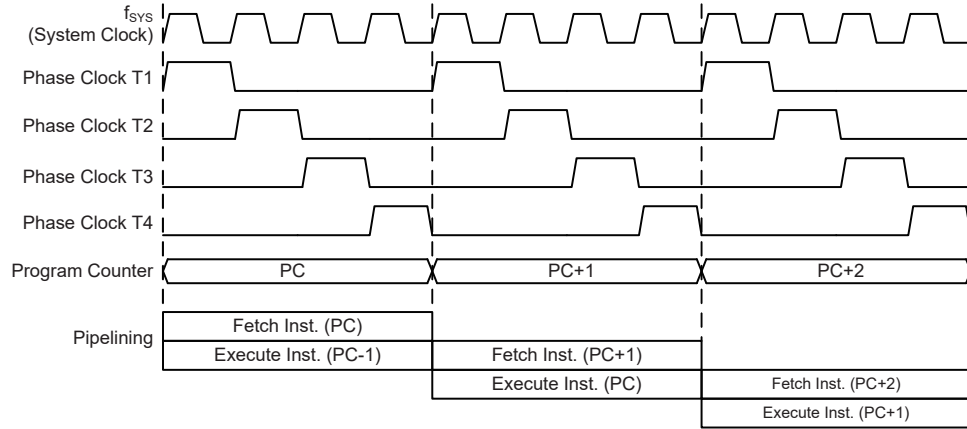 fSYS
(System Clock)
Phase Clock T1
Phase Clock T2
Phase Clock T3
Phase Clock T4
Program Counter PC PC+1 PC+2
Pipelining
Fetch Inst. (PC)
Execute Inst. (PC-1) Fetch Inst. (PC+1)
Execute Inst. (PC) Fetch Inst. (PC+2)
Execute Inst. (PC+1)